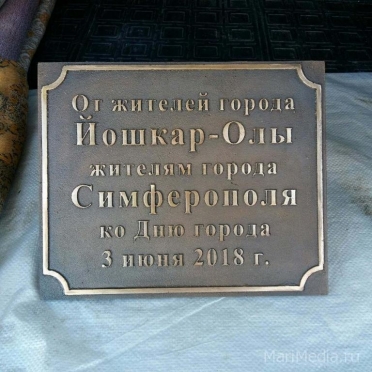 От жителей города
Йошкар-Олы
жителям города
Симферополя
ко Дню города
3 июня 2018 г.
MariMedia.ru